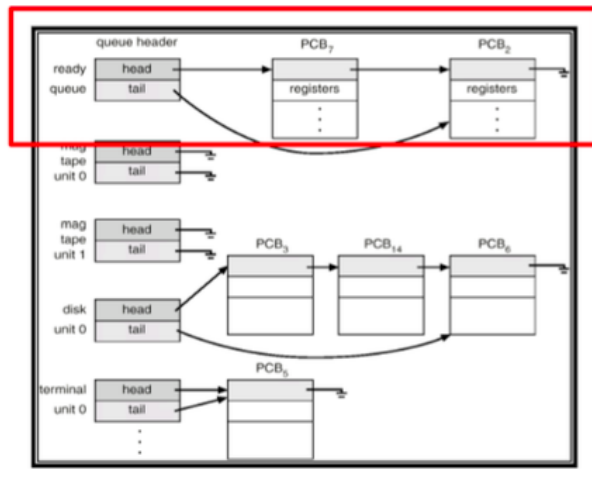 queue header PCB7 PCB2
ready head
queue tail registers registers
mag head
tape
unit 0 tail
mag head
tape
unit 1 tail PCB3 PCB14 PCB6
disk head
unit 0 tail
PCB5
terminal head
unit 0 tail